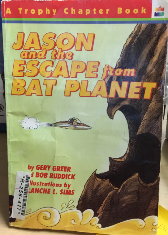 A Trophy Chapter Book
JASON
and the
ESCAPE from
BAT PLANET
by GERY GREER
BOB RUDDICK
illustrations by
BLANCHE L. SIMS